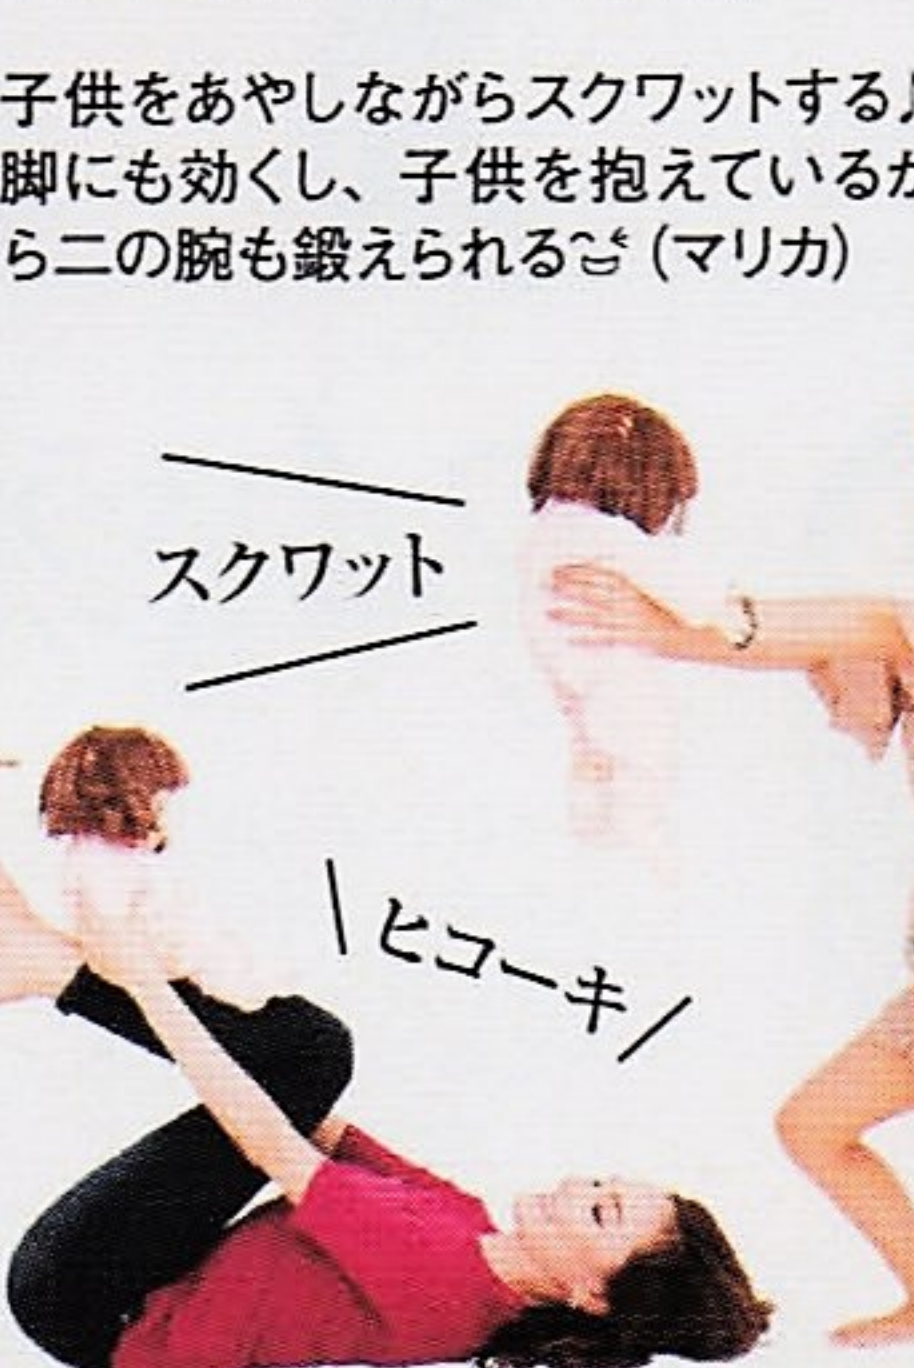 子供をあやしながらスクワットする♪
脚にも効くし、子供を抱えているか
ら二の腕も鍛えられる (マリカ)
スクワット
ヒコーキ